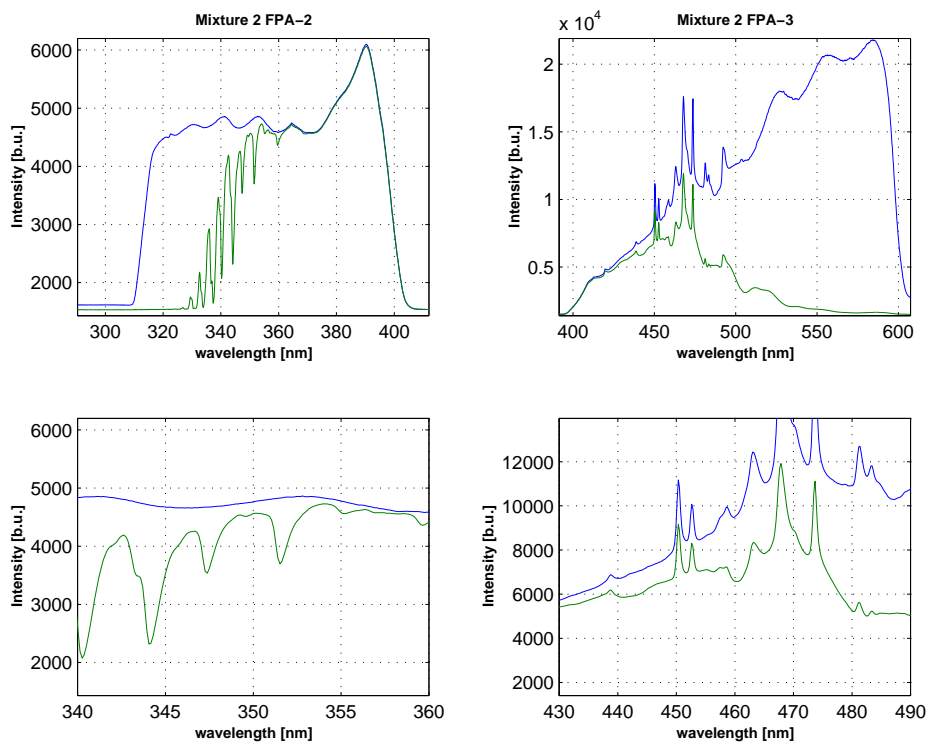 Mixture 2 FPA−2
6000
5000
4000
3000
2000
Intensity [b.u.]
300 320 340 360 380 400
wavelength [nm]
Mixture 2 FPA−3
x 10^4
2
1.5
1
0.5
Intensity [b.u.]
400 450 500 550 600
wavelength [nm]
6000
5000
4000
3000
2000
Intensity [b.u.]
340 345 350 355 360
wavelength [nm]
12000
10000
8000
6000
4000
2000
Intensity [b.u.]
430 440 450 460 470 480 490
wavelength [nm]